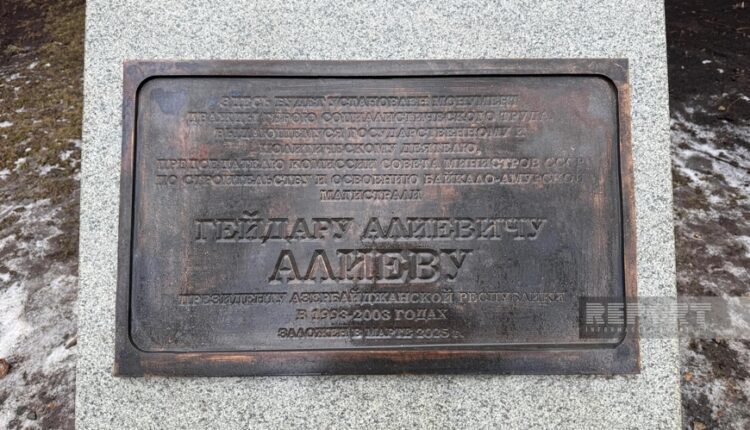 ЗДЕСЬ БУДЕТ УСТАНОВЛЕН МОНУМЕНТ
ДВАЖДЫ ГЕРОЮ СОЦИАЛИСТИЧЕСКОГО ТРУДА,
ВЫДАЮЩЕМУСЯ ГОСУДАРСТВЕННОМУ И
ПОЛИТИЧЕСКОМУ ДЕЯТЕЛЮ,
ПРЕДСЕДАТЕЛЮ КОМИССИИ СОВЕТА МИНИСТРОВ СССР
ПО СТРОИТЕЛЬСТВУ И ОСВОЕНИЮ БАЙКАЛО-АМУРСКОЙ
МАГИСТРАЛИ
ГЕЙДАРУ АЛИЕВИЧУ
АЛИЕВУ
ПРЕЗИДЕНТУ АЗЕРБАЙДЖАНСКОЙ РЕСПУБЛИКИ
В 1993-2003 ГОДАХ
ЗАЛОЖЕН В МАРТЕ 2025 г.
REPORT